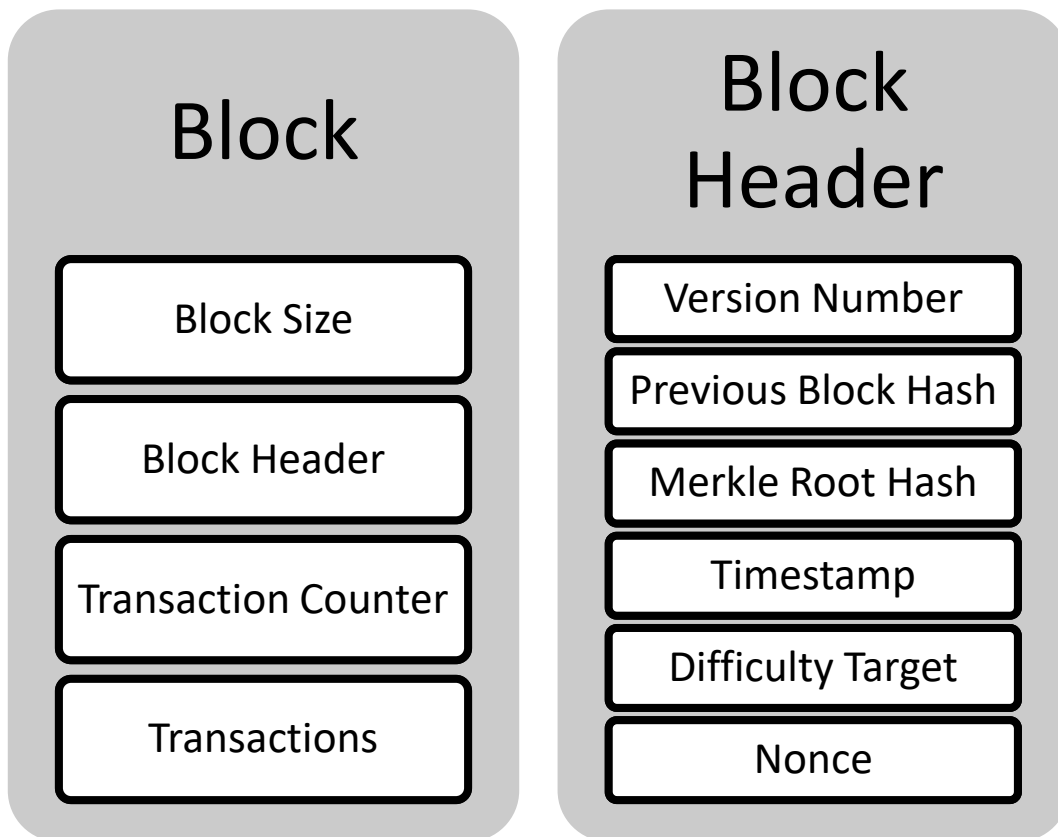 Block
Block Size
Block Header
Transaction Counter
Transactions
Block
Header
Version Number
Previous Block Hash
Merkle Root Hash
Timestamp
Difficulty Target
Nonce